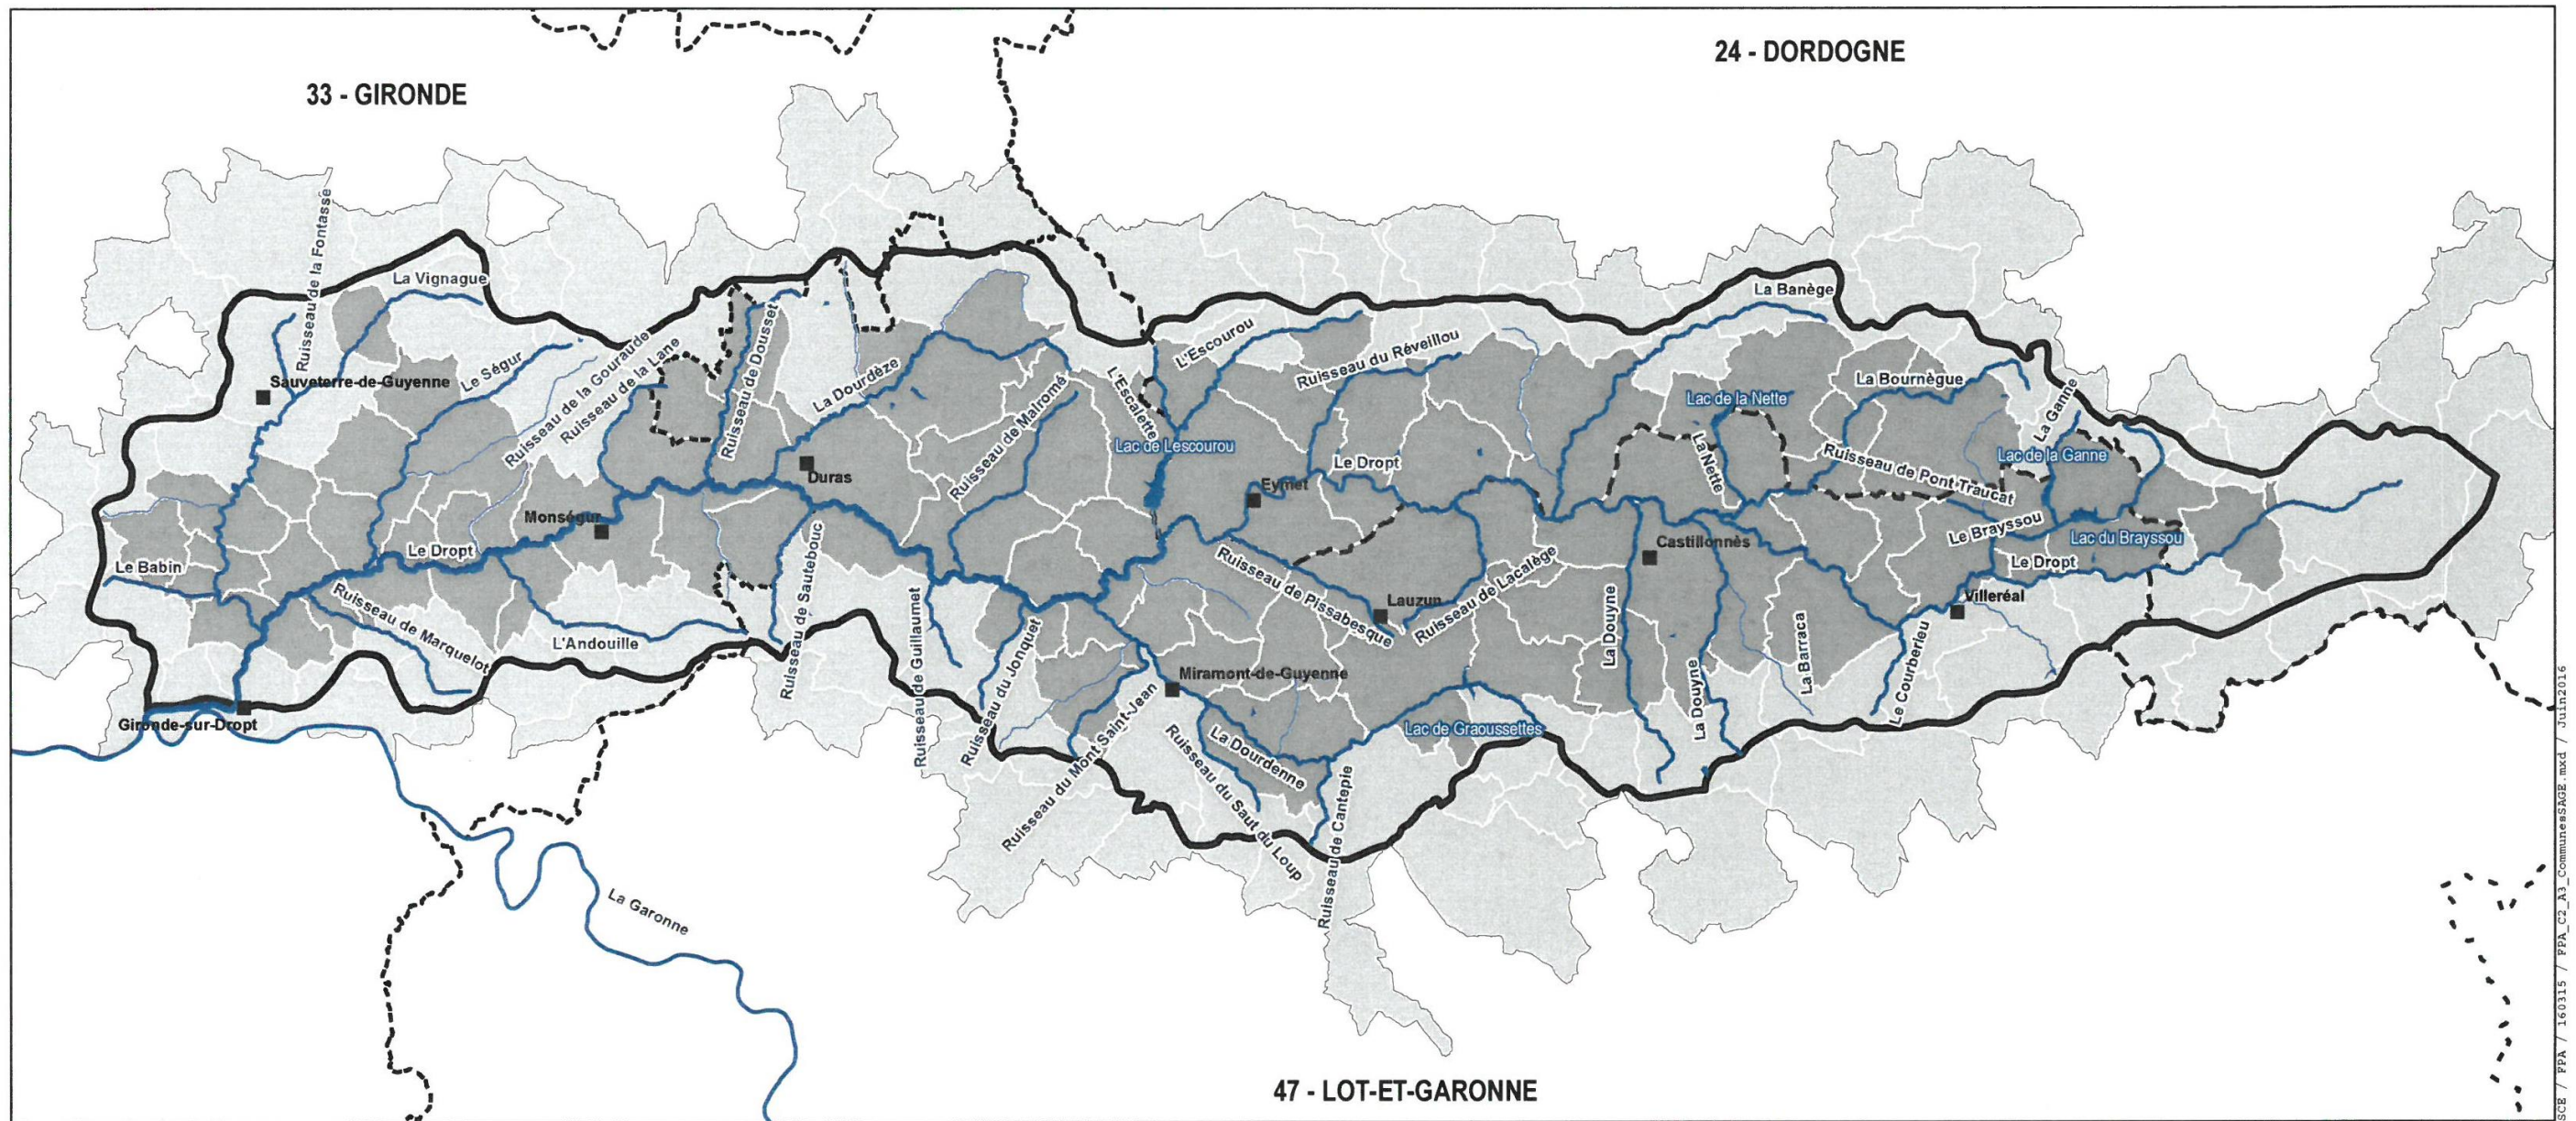 24 - DORDOGNE
33 - GIRONDE
Ruisseau de la Fontasse
La Vignague
La Banège
L'Escourou
Ruisseau du Réveillou
Le Ségur
Ruisseau de la Gouraude
Ruisseau de la Lane
Ruisseau de Dousset
La Dourdèze
Sauveterre-de-Guyenne
Ruisseau de Malromé
L'Escalette
La Bournègue
Lac de la Nette
La Ganne
Lac de Lescourou
Lac de la Ganne
La Nette
Le Dropt
Ruisseau de Pont Traucat
Duras
Eymet
Monségur
Le Brayssou
Lac du Brayssou
Castillonnès
Le Dropt
Le Dropt
Le Babin
Ruisseau de Sautebouc
Ruisseau de Pissabesque
Ruisseau de Lacalège
Lauzun
La Douyne
Villeréal
Ruisseau de Marquelot
L'Andouille
Ruisseau de Guillaumet
Ruisseau du Jonquet
La Barraca
Le Courberieu
Miramont-de-Guyenne
La Douyne
Gironde-sur-Dropt
Lac de Graoussettes
Ruisseau du Mont Saint-Jean
La Dourdenne
Ruisseau du Saut du Loup
Ruisseau de Cantepie
La Garonne
47 - LOT-ET-GARONNE
SCE / FPA / 160315 / FPA_C2_A3_CommunesSAGE.mxd / Juin2016